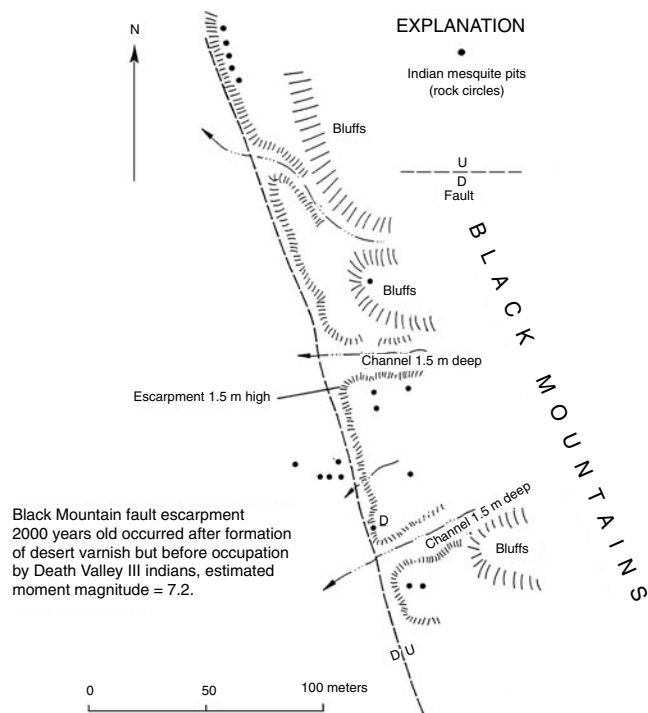 N
EXPLANATION
Indian mesquite pits
(rock circles)
Bluffs
U
D
Fault
BLACK MOUNTAINS
Bluffs
Channel 1.5 m deep
Escarpment 1.5 m high
D
Channel 1.5 m deep
Bluffs
Black Mountain fault escarpment
2000 years old occurred after formation
of desert varnish but before occupation
by Death Valley III indians, estimated
moment magnitude = 7.2.
D U
0 50 100 meters